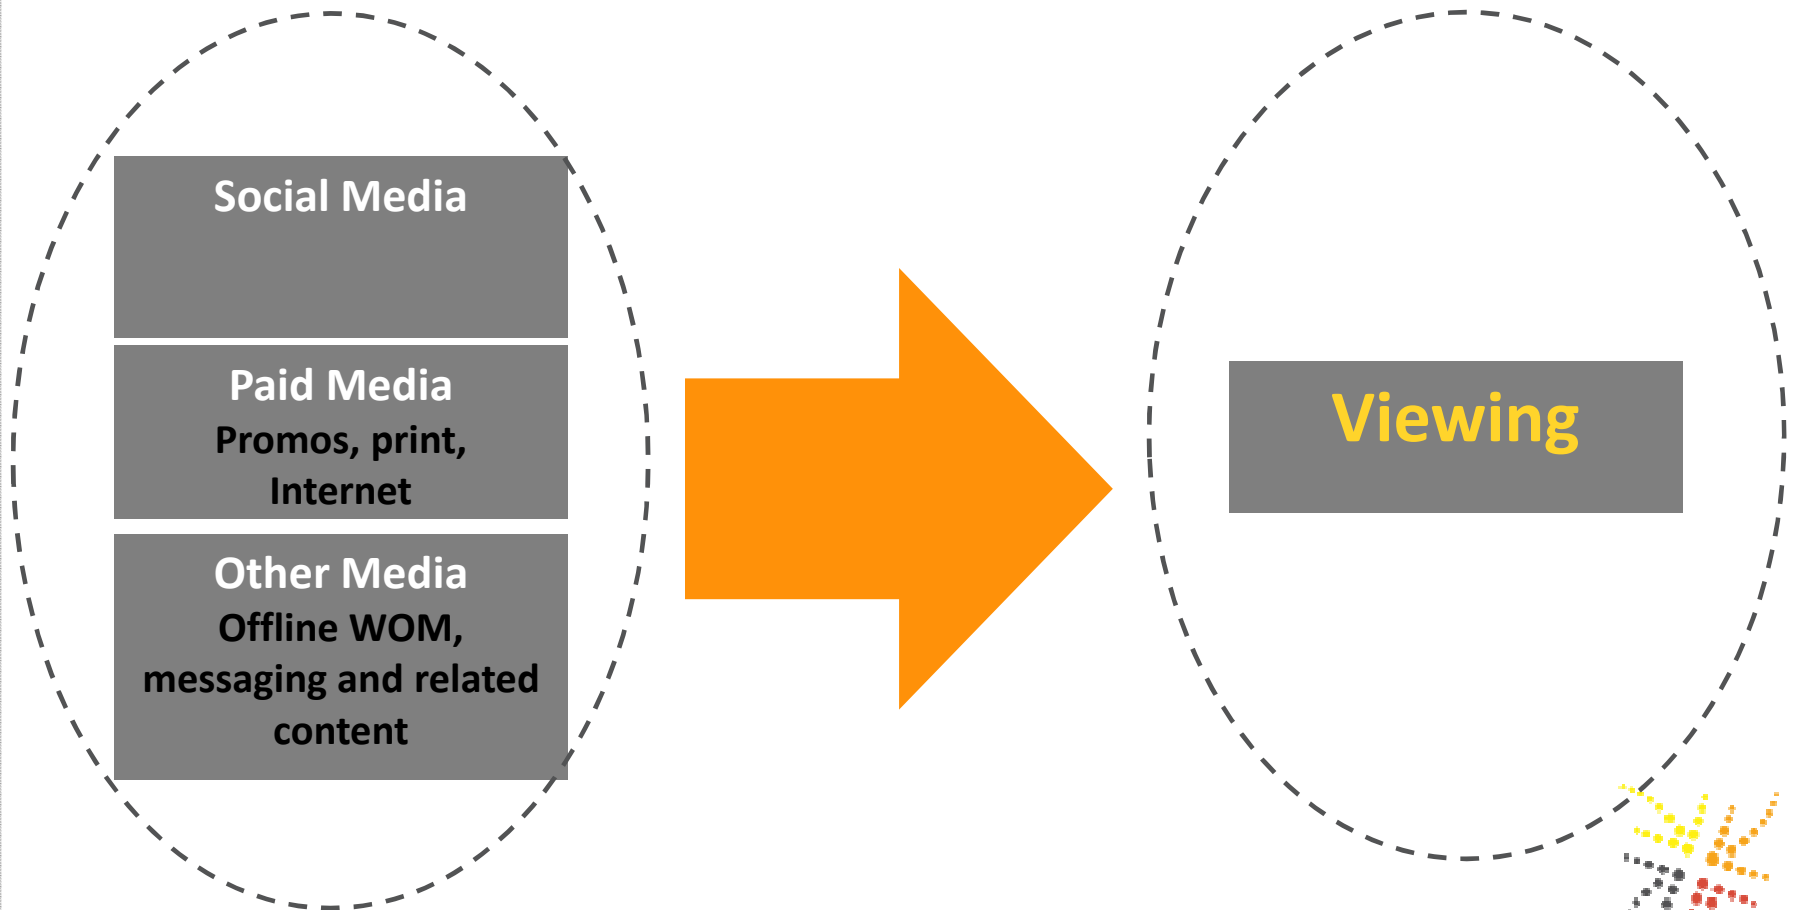 Social Media
Paid Media
Promos, print,
Internet
Other Media
Offline WOM,
messaging and related
content
Viewing